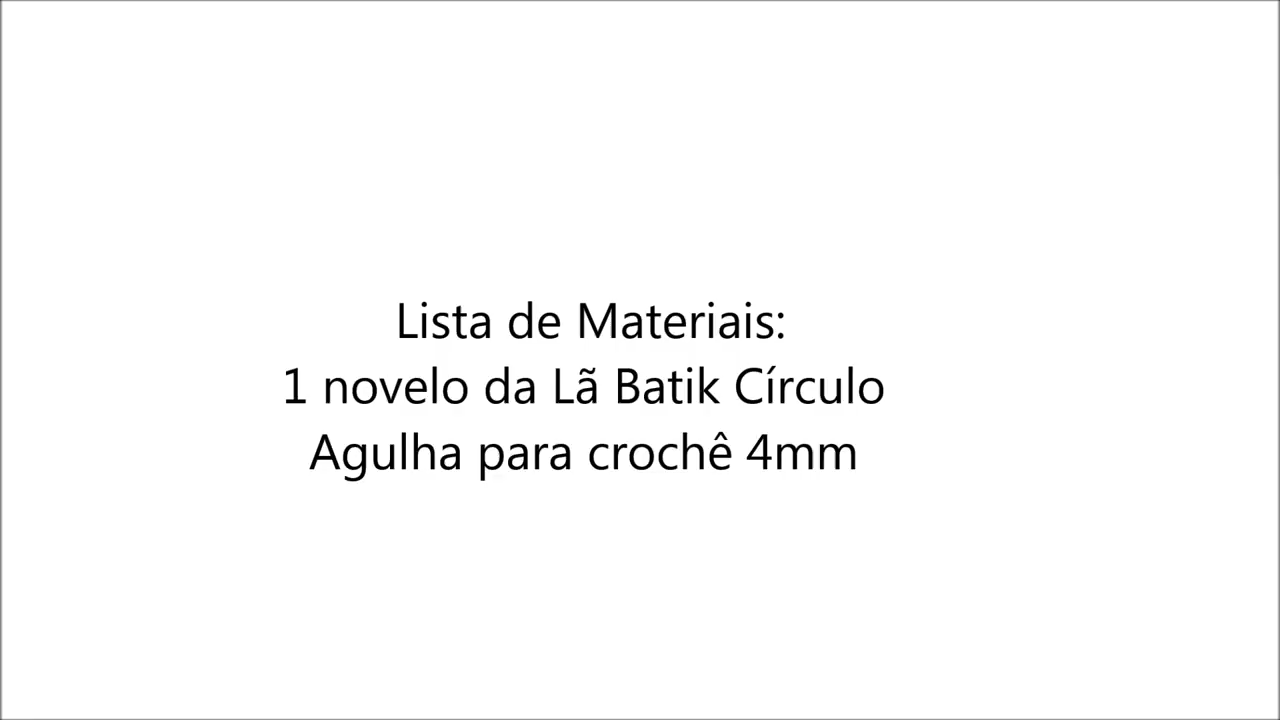 Lista de Materiais:
1 novelo da Lã Batik Círculo
Agulha para crochê 4mm